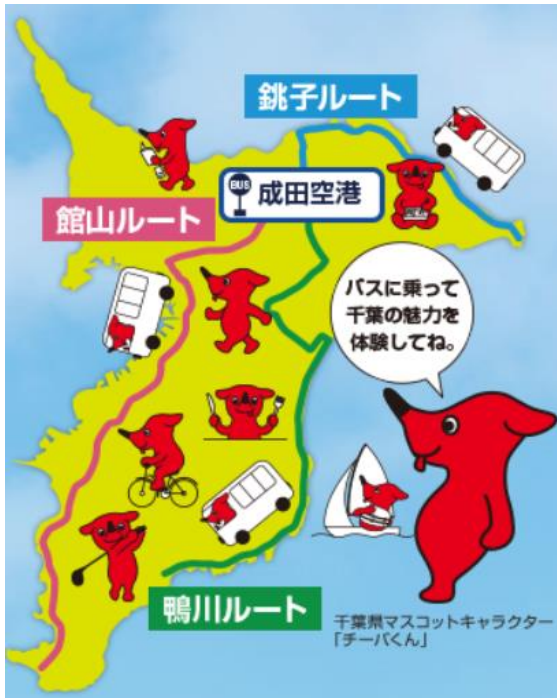 銚子ルート
BUS
成田空港
館山ルート
バスに乗って
千葉の魅力を
体験してね。
鴨川ルート
千葉県マスコットキャラクター
「チーバくん」